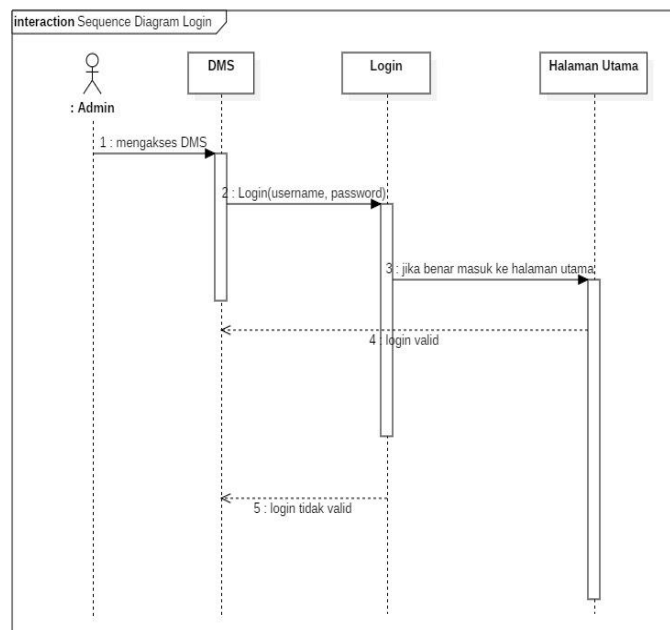 interaction Sequence Diagram Login
DMS
Login
Halaman Utama
: Admin
1 : mengakses DMS
2 : Login(username, password)
3 : jika benar masuk ke halaman utama
4 : login valid
5 : login tidak valid